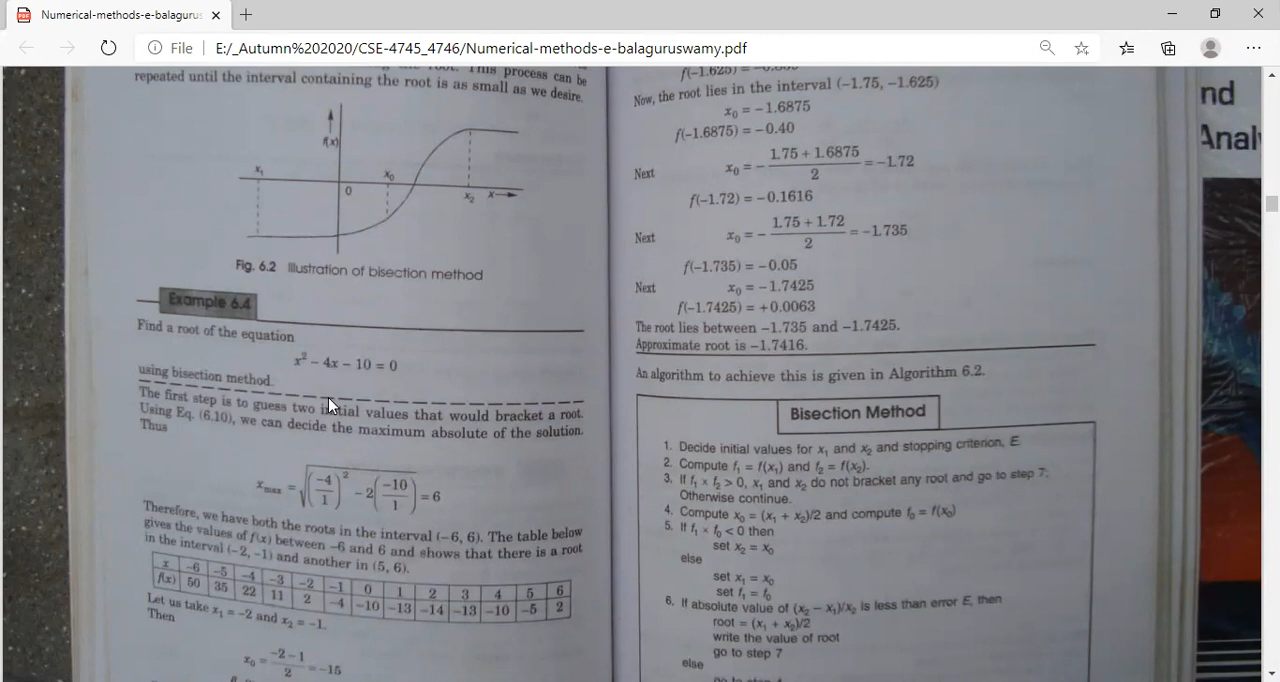 Numerical-methods-e-balagurus
File
E:/_Autumn%202020/CSE-4745_4746/Numerical-methods-e-balaguruswamy.pdf
the root. This process can be
repeated until the interval containing the root is as small as we desire.
f(x)
x₁
x₀
0
x₂
x
Fig. 6.2 Illustration of bisection method
Example 6.4
Find a root of the equation
x² – 4x – 10 = 0
using bisection method.
The first step is to guess two initial values that would bracket a root.
Using Eq. (6.10), we can decide the maximum absolute of the solution.
Thus
x_max = √((-4/1)² – 2(-10/1)) = 6
Therefore, we have both the roots in the interval (–6, 6). The table below
gives the values of f(x) between –6 and 6 and shows that there is a root
in the interval (–2, –1) and another in (5, 6).
x –6 –5 –4 –3 –2 –1 0 1 2 3 4 5 6
f(x) 50 35 22 11 2 –4 –10 –13 –14 –13 –10 –5 2
Let us take x₁ = –2 and x₂ = –1.
Then
x₀ = (–2 – 1)/2 = –15
f(–1.625) =
Now, the root lies in the interval (–1.75, –1.625)
x₀ = –1.6875
f(–1.6875) = –0.40
Next x₀ = – (1.75 + 1.6875)/2 = –1.72
f(–1.72) = –0.1616
Next x₀ = – (1.75 + 1.72)/2 = –1.735
f(–1.735) = –0.05
Next x₀ = –1.7425
f(–1.7425) = +0.0063
The root lies between –1.735 and –1.7425.
Approximate root is –1.7416.
An algorithm to achieve this is given in Algorithm 6.2.
Bisection Method
1. Decide initial values for x₁ and x₂ and stopping criterion, E.
2. Compute f₁ = f(x₁) and f₂ = f(x₂).
3. If f₁ × f₂ > 0, x₁ and x₂ do not bracket any root and go to step 7;
Otherwise continue.
4. Compute x₀ = (x₁ + x₂)/2 and compute f₀ = f(x₀)
5. If f₁ × f₀ < 0 then
set x₂ = x₀
else
set x₁ = x₀
set f₁ = f₀
6. If absolute value of (x₂ – x₁)/x₂ is less than error E, then
root = (x₁ + x₂)/2
write the value of root
go to step 7
else
nd
Anal